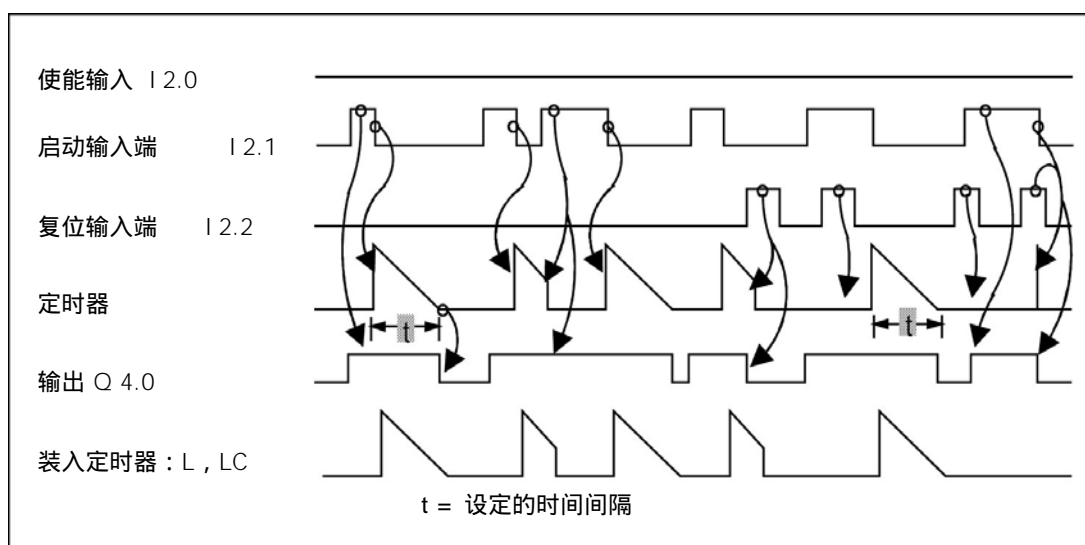 使能输入 I 2.0
启动输入端 I 2.1
复位输入端 I 2.2
定时器
t
t
输出 Q 4.0
装入定时器：L , LC
t = 设定的时间间隔